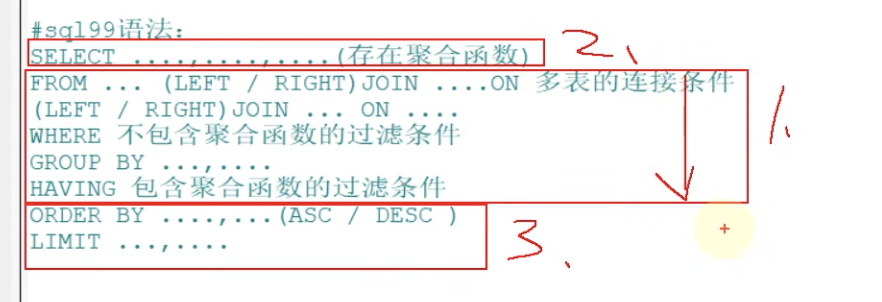 #sql99语法:
SELECT ....,....,....(存在聚合函数)
2、
FROM ... (LEFT / RIGHT)JOIN ....ON 多表的连接条件
(LEFT / RIGHT)JOIN ... ON ....
WHERE 不包含聚合函数的过滤条件
1、
GROUP BY ...,....
HAVING 包含聚合函数的过滤条件
ORDER BY ....,...(ASC / DESC )
LIMIT ...,....
3、